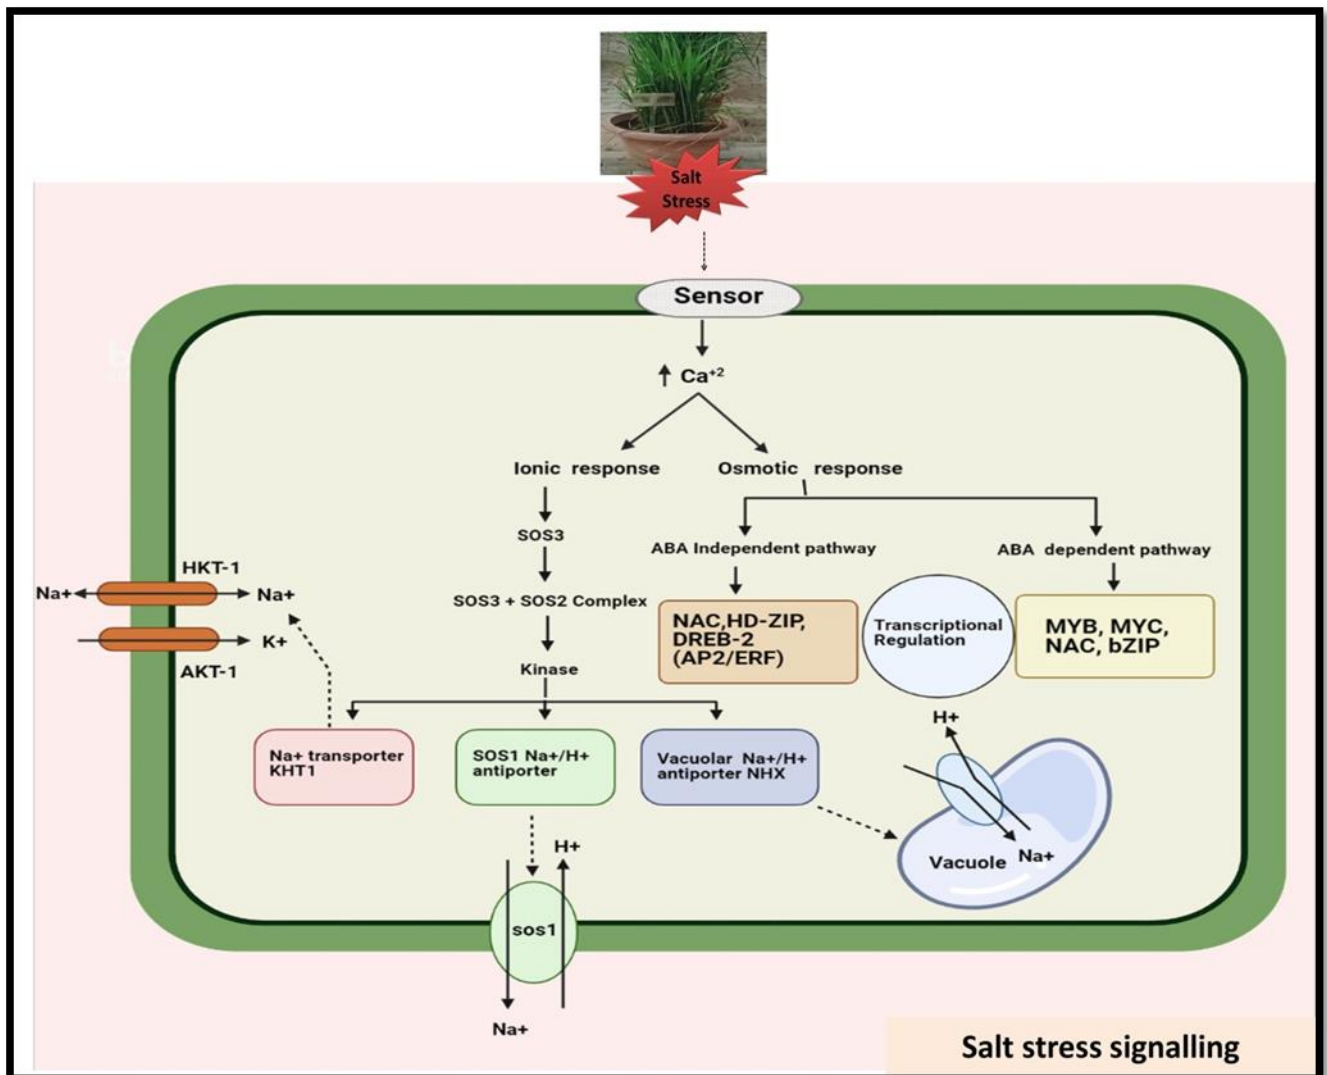 Salt
Stress
Sensor
Ca+2
Ionic response
Osmotic response
SOS3
ABA Independent pathway
ABA dependent pathway
HKT-1
Na+
Na+
SOS3 + SOS2 Complex
NAC,HD-ZIP,
DREB-2
(AP2/ERF)
Transcriptional
Regulation
MYB, MYC,
NAC, bZIP
K+
AKT-1
Kinase
H+
Na+ transporter
KHT1
SOS1 Na+/H+
antiporter
Vacuolar Na+/H+
antiporter NHX
H+
Vacuole
Na+
sos1
Na+
Salt stress signalling